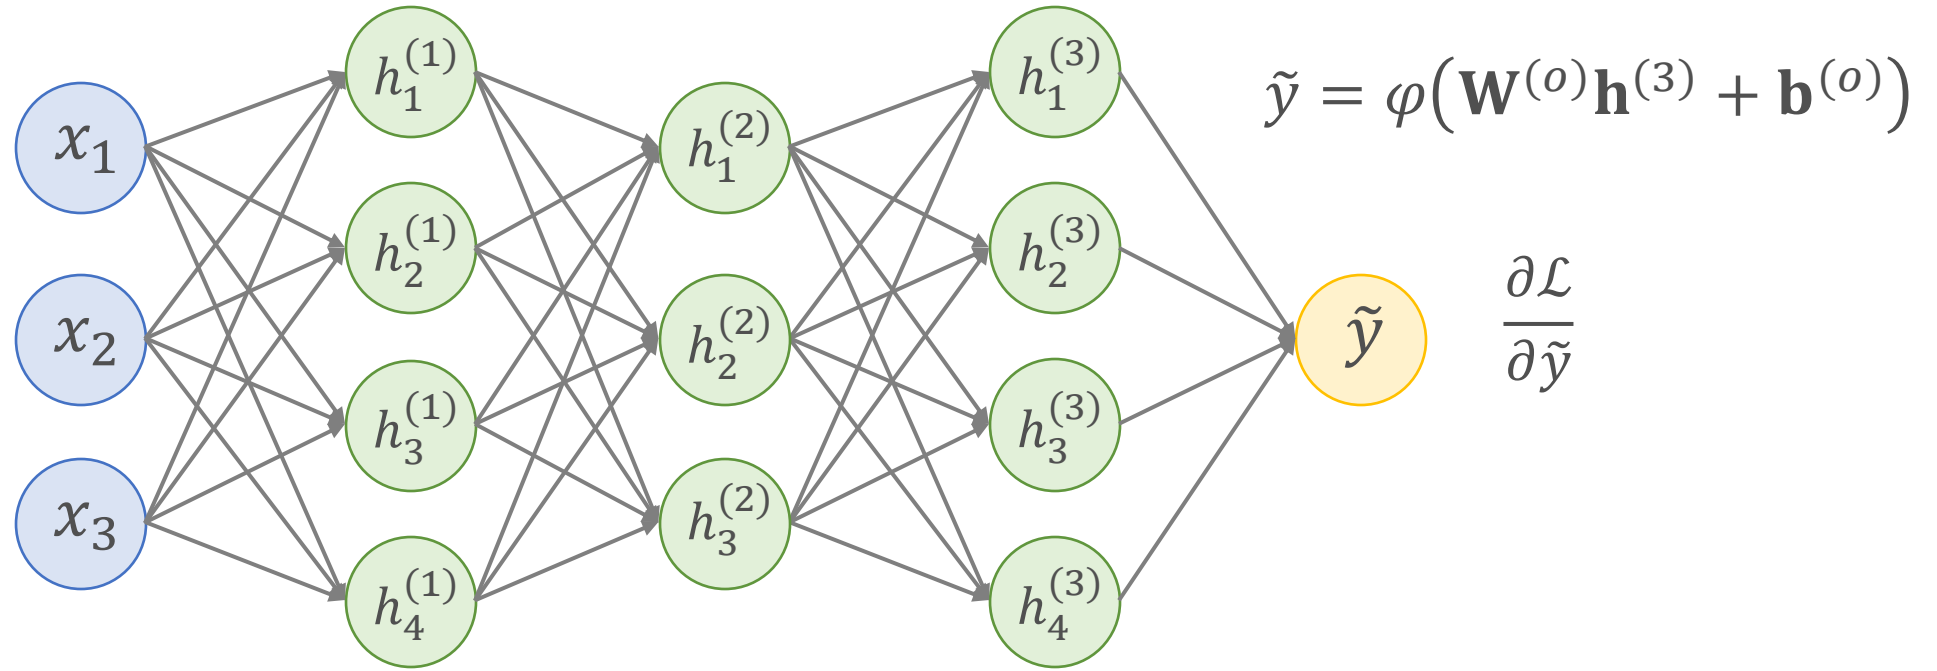 x₁
x₂
x₃
h₁⁽¹⁾
h₂⁽¹⁾
h₃⁽¹⁾
h₄⁽¹⁾
h₁⁽²⁾
h₂⁽²⁾
h₃⁽²⁾
h₁⁽³⁾
h₂⁽³⁾
h₃⁽³⁾
h₄⁽³⁾
ỹ
ỹ = φ(W⁽ᵒ⁾h⁽³⁾ + b⁽ᵒ⁾)
∂ℒ
∂ỹ